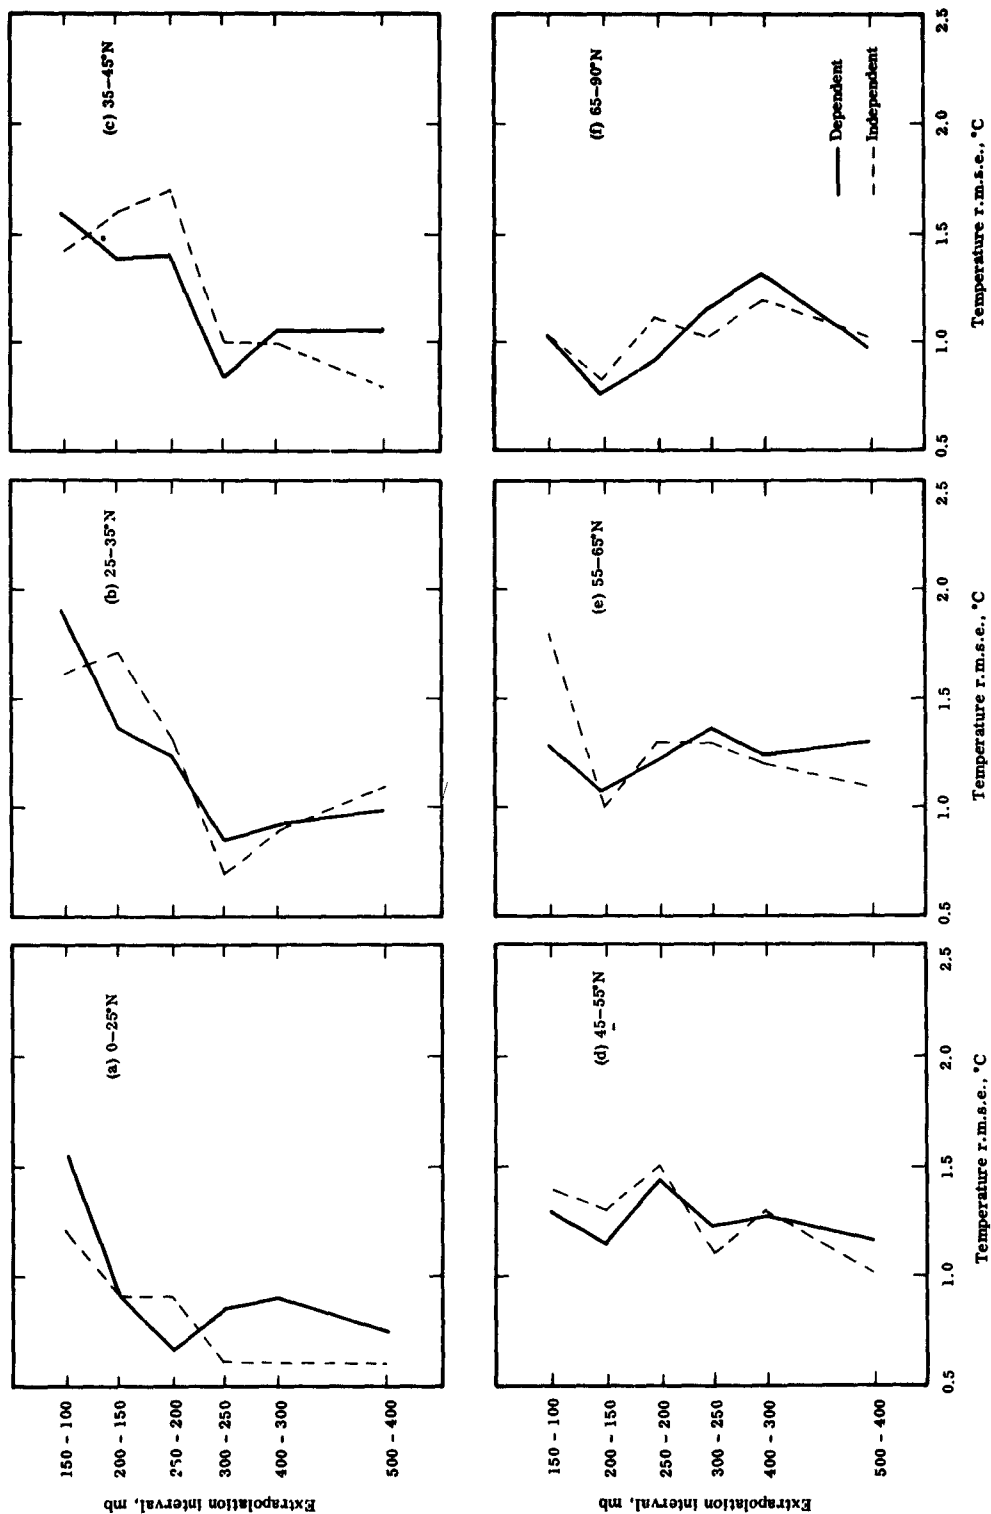 (a) 0–25°N
(b) 25–35°N
(c) 35–45°N
Extrapolation interval, mb
150 - 100
200 - 150
250 - 200
300 - 250
400 - 300
500 - 400
(d) 45–55°N
(e) 55–65°N
(f) 65–90°N
Dependent
Independent
Extrapolation interval, mb
150 - 100
200 - 150
250 - 200
300 - 250
400 - 300
500 - 400
0.5 1.0 1.5 2.0 2.5
0.5 1.0 1.5 2.0 2.5
0.5 1.0 1.5 2.0 2.5
Temperature r.m.s.e., °C
Temperature r.m.s.e., °C
Temperature r.m.s.e., °C